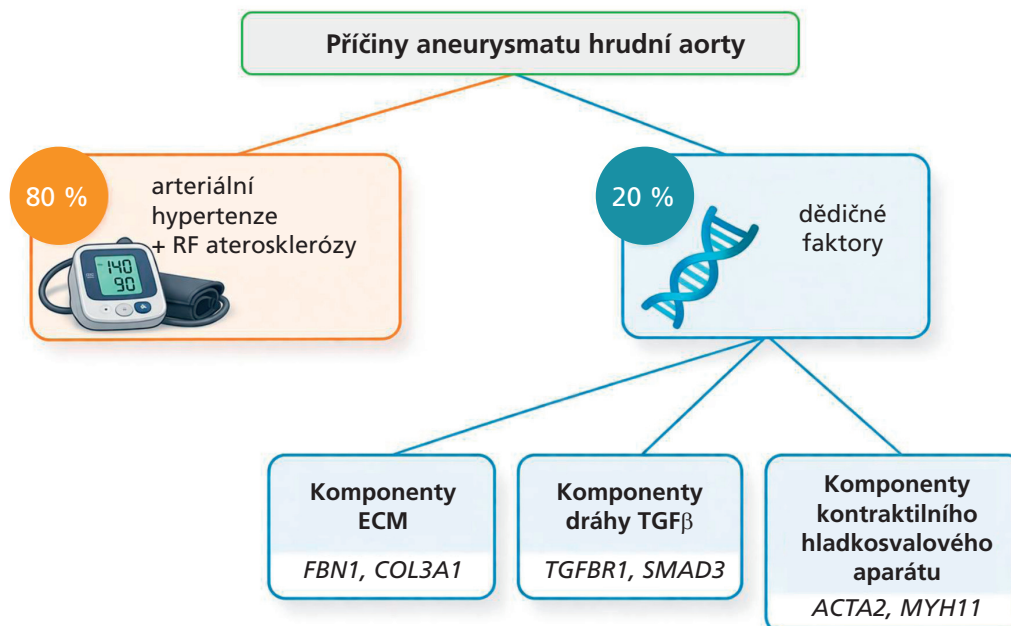 Příčiny aneurysmatu hrudní aorty
80 %
arteriální
hypertenze
+ RF aterosklerózy
140
90
20 %
dědičné
faktory
Komponenty
ECM
FBN1, COL3A1
Komponenty
dráhy TGFβ
TGFBR1, SMAD3
Komponenty
kontraktilního
hladkosvalového
aparátu
ACTA2, MYH11